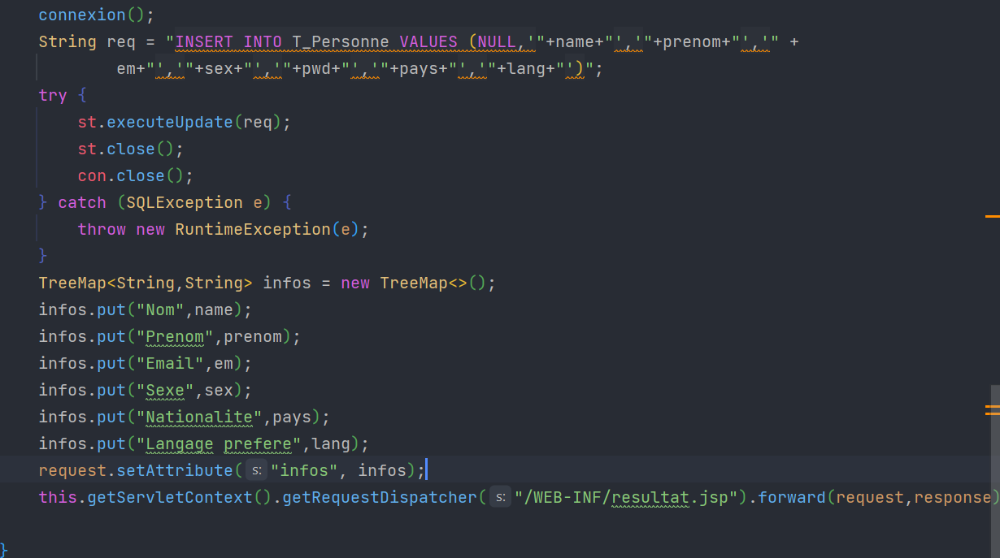 connexion();
String req = "INSERT INTO T_Personne VALUES (NULL,'"+name+"','"+prenom+"','" +
em+"','"+sex+"','"+pwd+"','"+pays+"','"+lang+"')";
try {
st.executeUpdate(req);
st.close();
con.close();
} catch (SQLException e) {
throw new RuntimeException(e);
}
TreeMap<String,String> infos = new TreeMap<>();
infos.put("Nom",name);
infos.put("Prenom",prenom);
infos.put("Email",em);
infos.put("Sexe",sex);
infos.put("Nationalite",pays);
infos.put("Langage prefere",lang);
request.setAttribute( s: "infos", infos);
this.getServletContext().getRequestDispatcher( s: "/WEB-INF/resultat.jsp").forward(request,response)
}